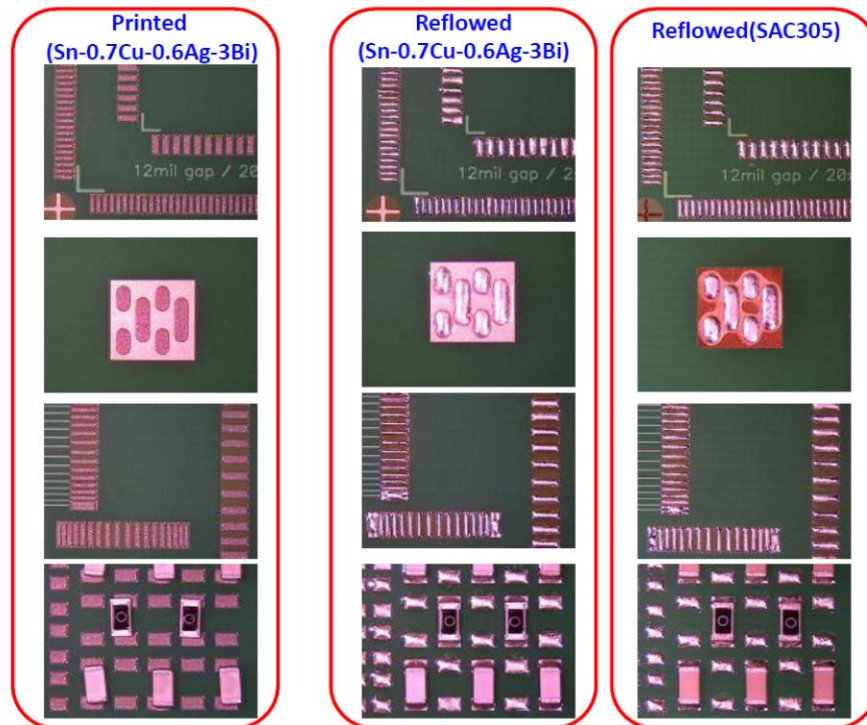 Printed
(Sn-0.7Cu-0.6Ag-3Bi)
Reflowed
(Sn-0.7Cu-0.6Ag-3Bi)
Reflowed(SAC305)
12mil gap / 20
12mil gap / 20
12mil gap / 20